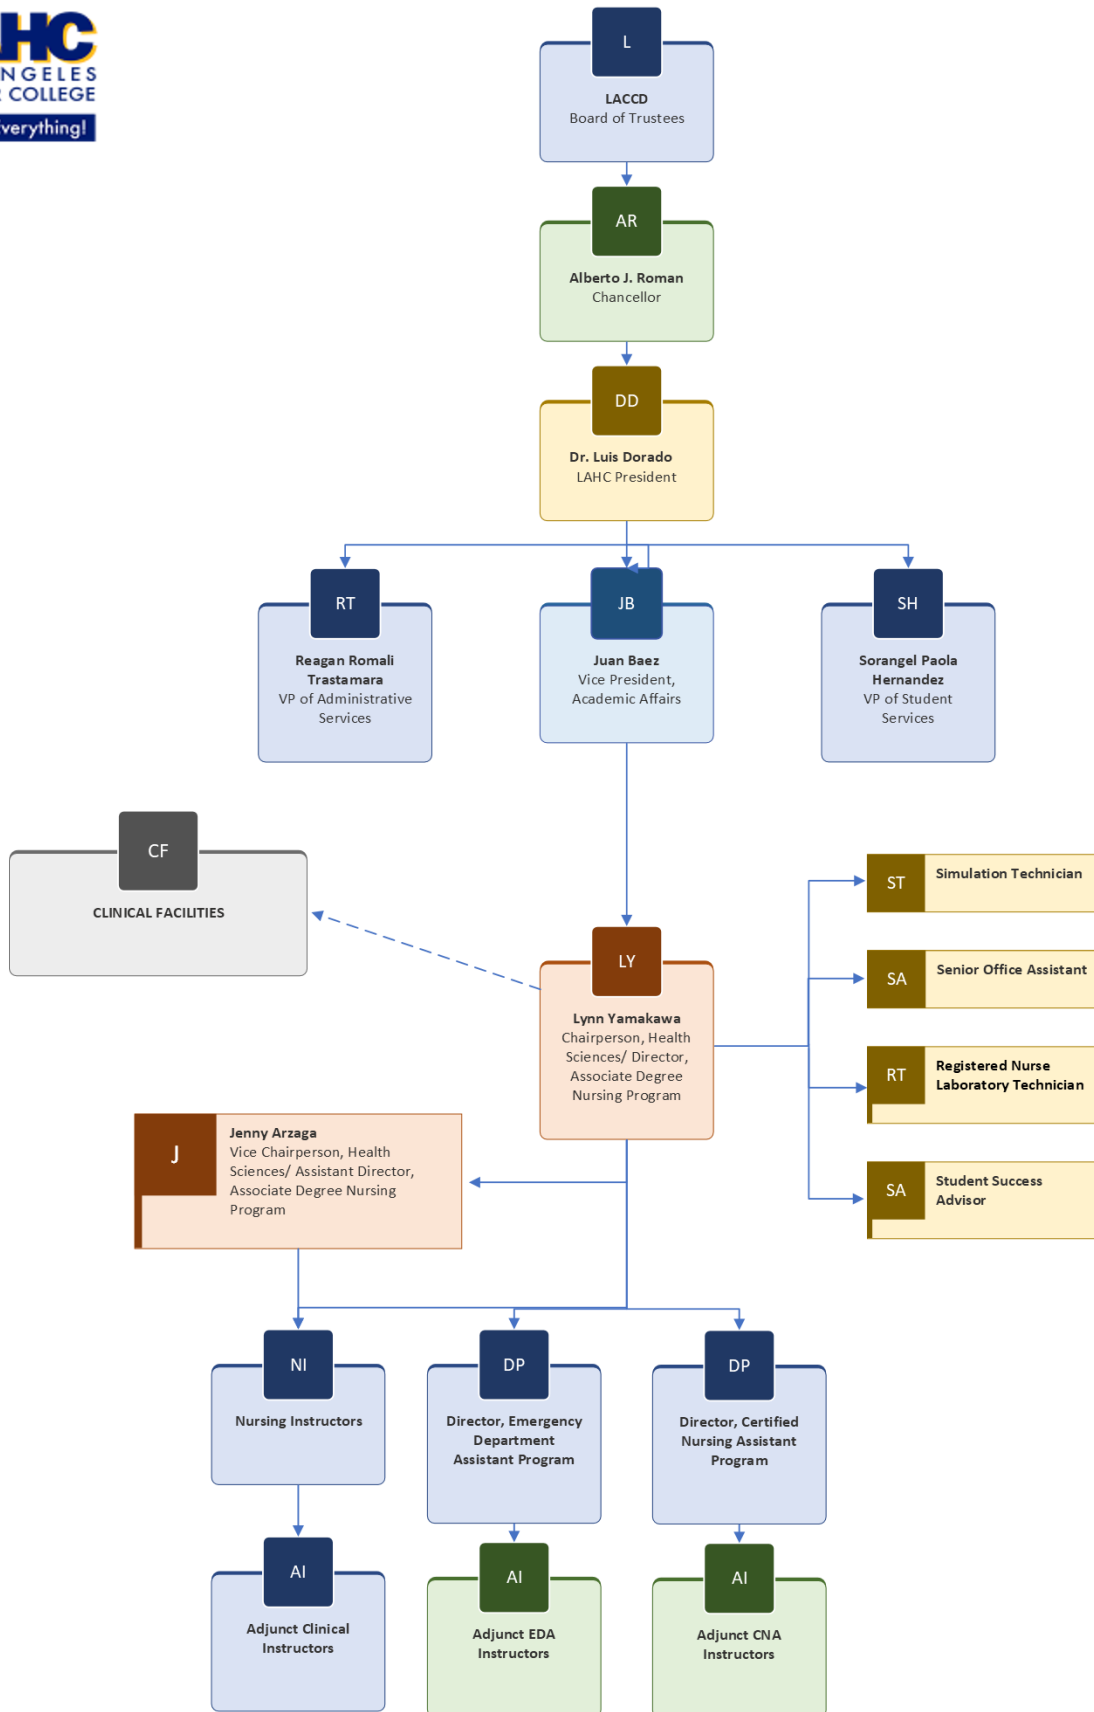 HC
NGELES
COLLEGE
verything!
L
LACCD
Board of Trustees
AR
Alberto J. Roman
Chancellor
DD
Dr. Luis Dorado
LAHC President
RT
Reagan Romali
Trastamara
VP of Administrative
Services
JB
Juan Baez
Vice President,
Academic Affairs
SH
Sorangel Paola
Hernandez
VP of Student
Services
CF
CLINICAL FACILITIES
LY
Lynn Yamakawa
Chairperson, Health
Sciences/ Director,
Associate Degree
Nursing Program
ST
Simulation Technician
SA
Senior Office Assistant
RT
Registered Nurse
Laboratory Technician
SA
Student Success
Advisor
J
Jenny Arzaga
Vice Chairperson, Health
Sciences/ Assistant Director,
Associate Degree Nursing
Program
NI
Nursing Instructors
DP
Director, Emergency
Department
Assistant Program
DP
Director, Certified
Nursing Assistant
Program
AI
Adjunct Clinical
Instructors
AI
Adjunct EDA
Instructors
AI
Adjunct CNA
Instructors